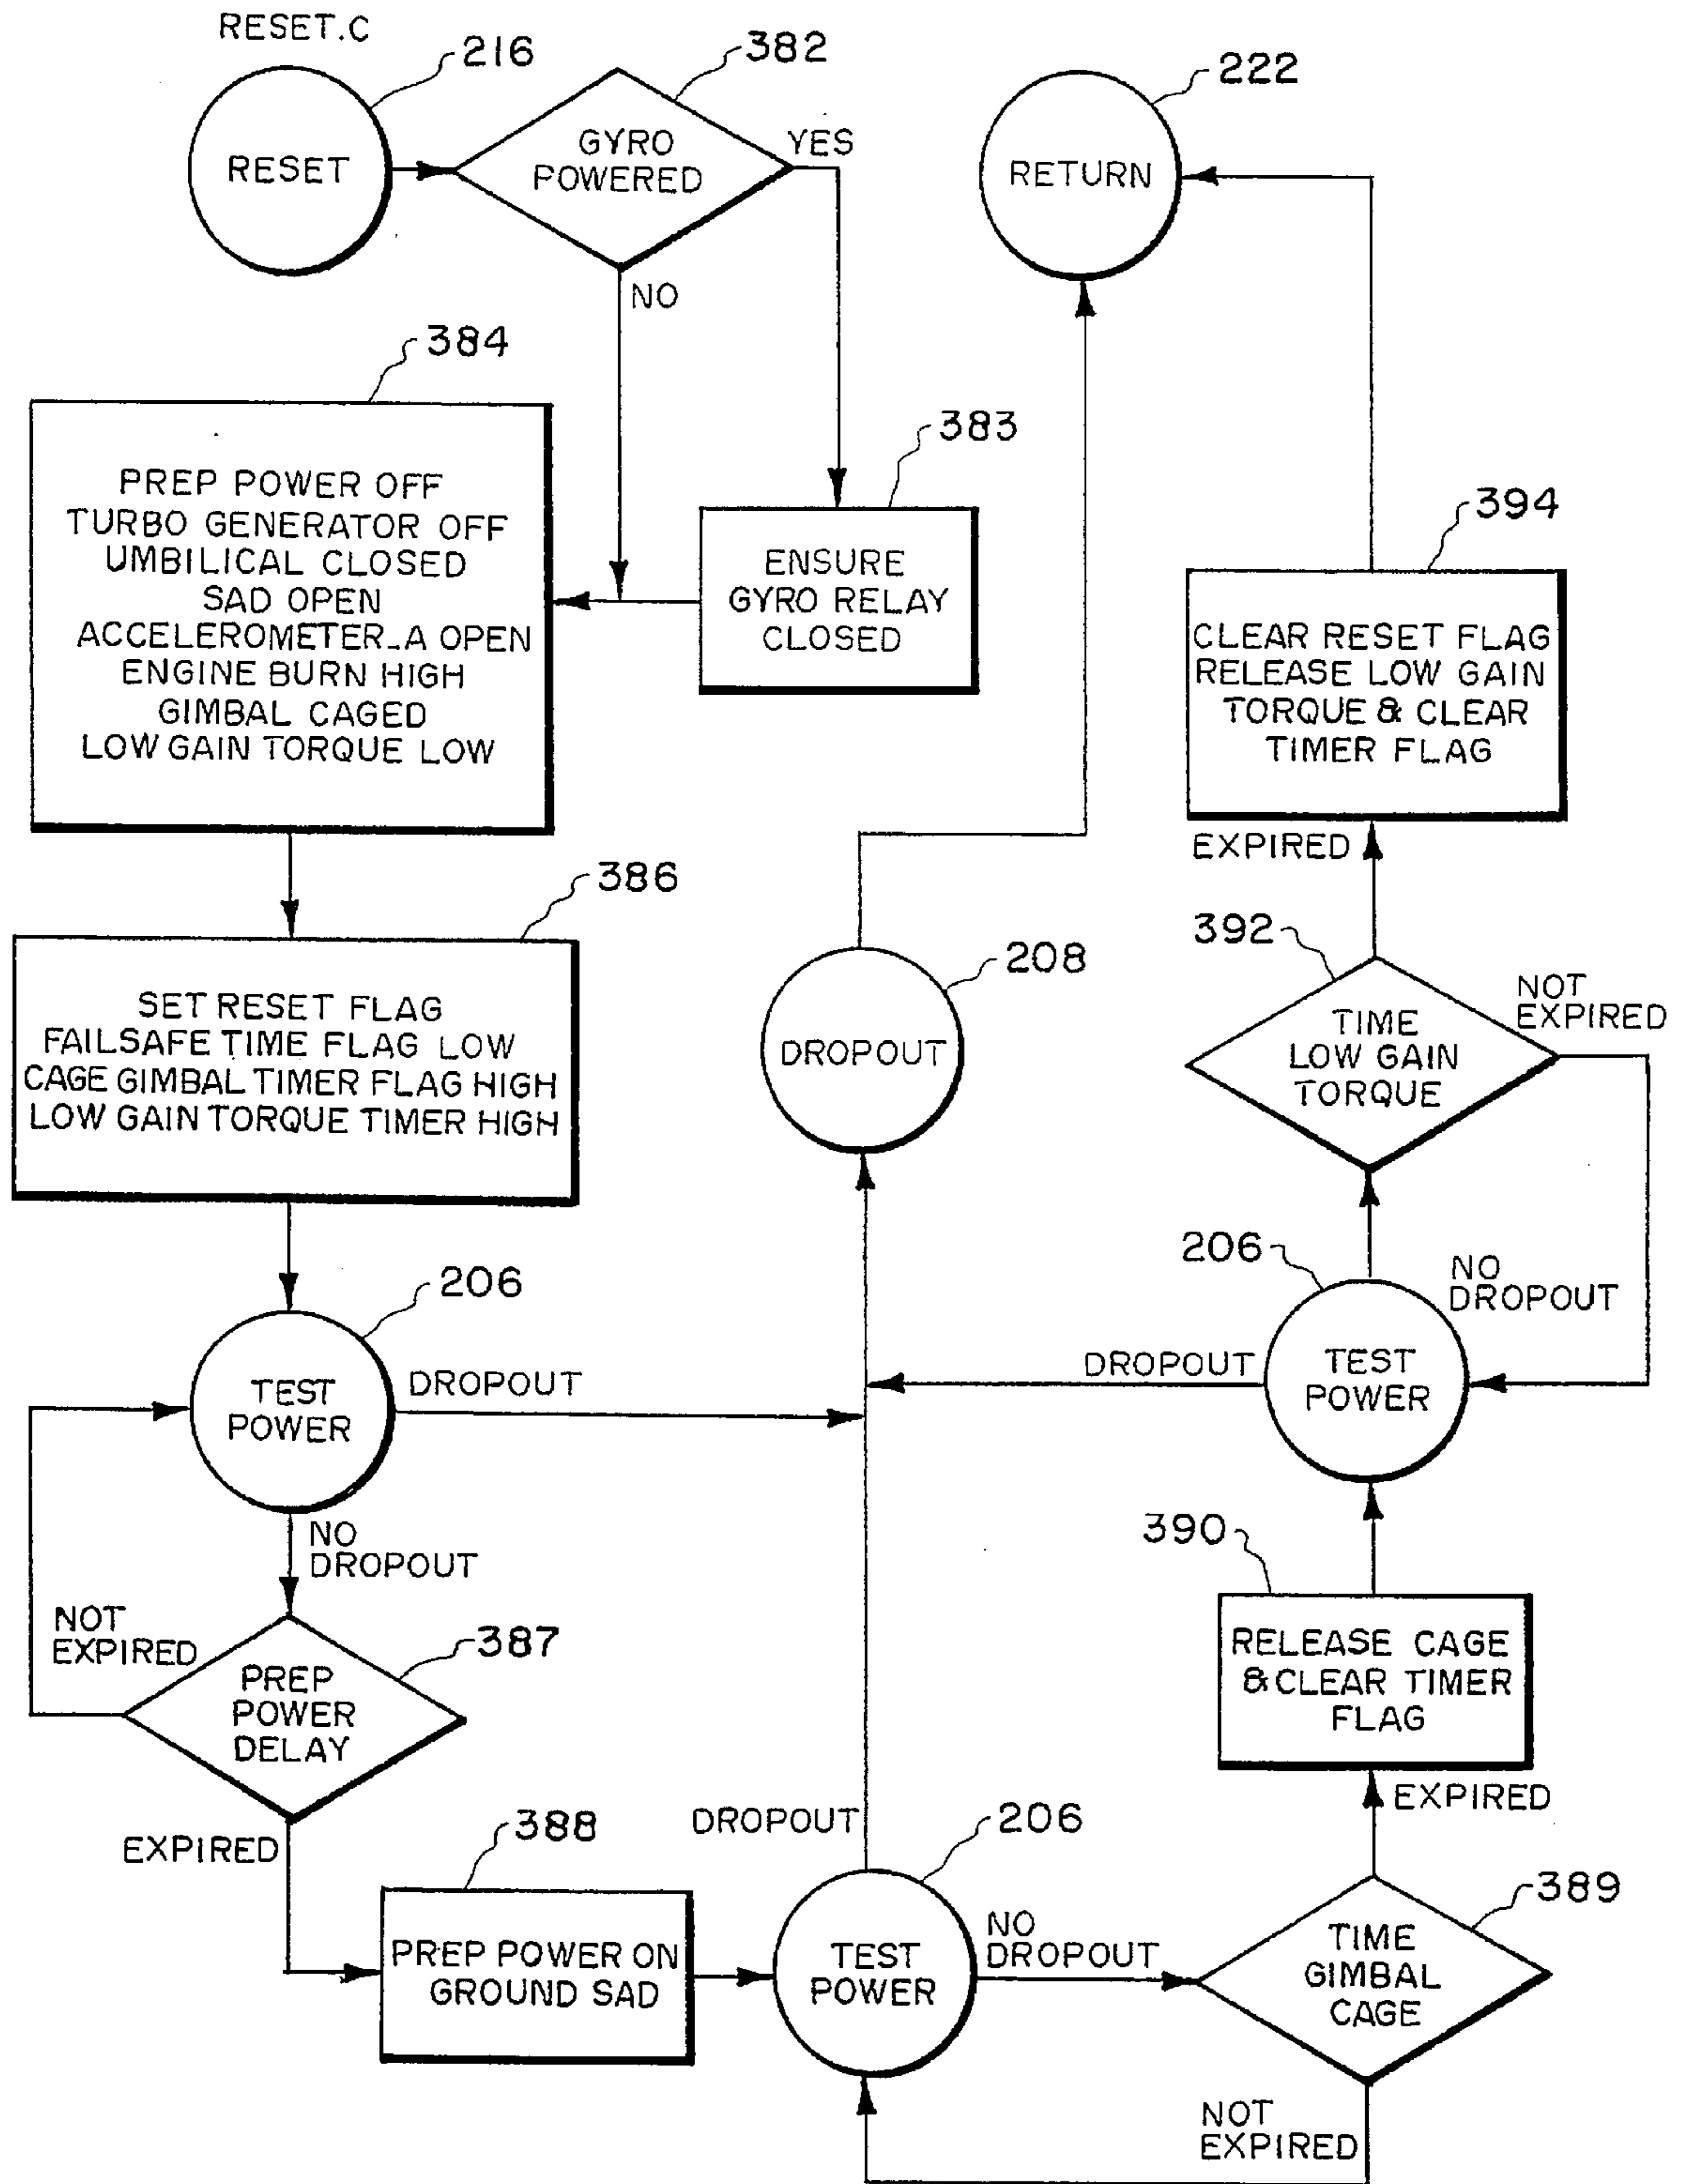 RESET.C
216
RESET
382
GYRO
POWERED
YES
NO
222
RETURN
384
PREP POWER OFF
TURBO GENERATOR OFF
UMBILICAL CLOSED
SAD OPEN
ACCELEROMETER_A OPEN
ENGINE BURN HIGH
GIMBAL CAGED
LOW GAIN TORQUE LOW
383
ENSURE
GYRO RELAY
CLOSED
394
CLEAR RESET FLAG
RELEASE LOW GAIN
TORQUE & CLEAR
TIMER FLAG
EXPIRED
386
SET RESET FLAG
FAILSAFE TIME FLAG LOW
CAGE GIMBAL TIMER FLAG HIGH
LOW GAIN TORQUE TIMER HIGH
208
DROPOUT
392
TIME
LOW GAIN
TORQUE
NOT
EXPIRED
206
TEST
POWER
DROPOUT
NO
DROPOUT
206
TEST
POWER
NO
DROPOUT
DROPOUT
NOT
EXPIRED
387
PREP
POWER
DELAY
EXPIRED
390
RELEASE CAGE
& CLEAR TIMER
FLAG
EXPIRED
388
PREP POWER ON
GROUND SAD
DROPOUT
206
TEST
POWER
NO
DROPOUT
389
TIME
GIMBAL
CAGE
NOT
EXPIRED